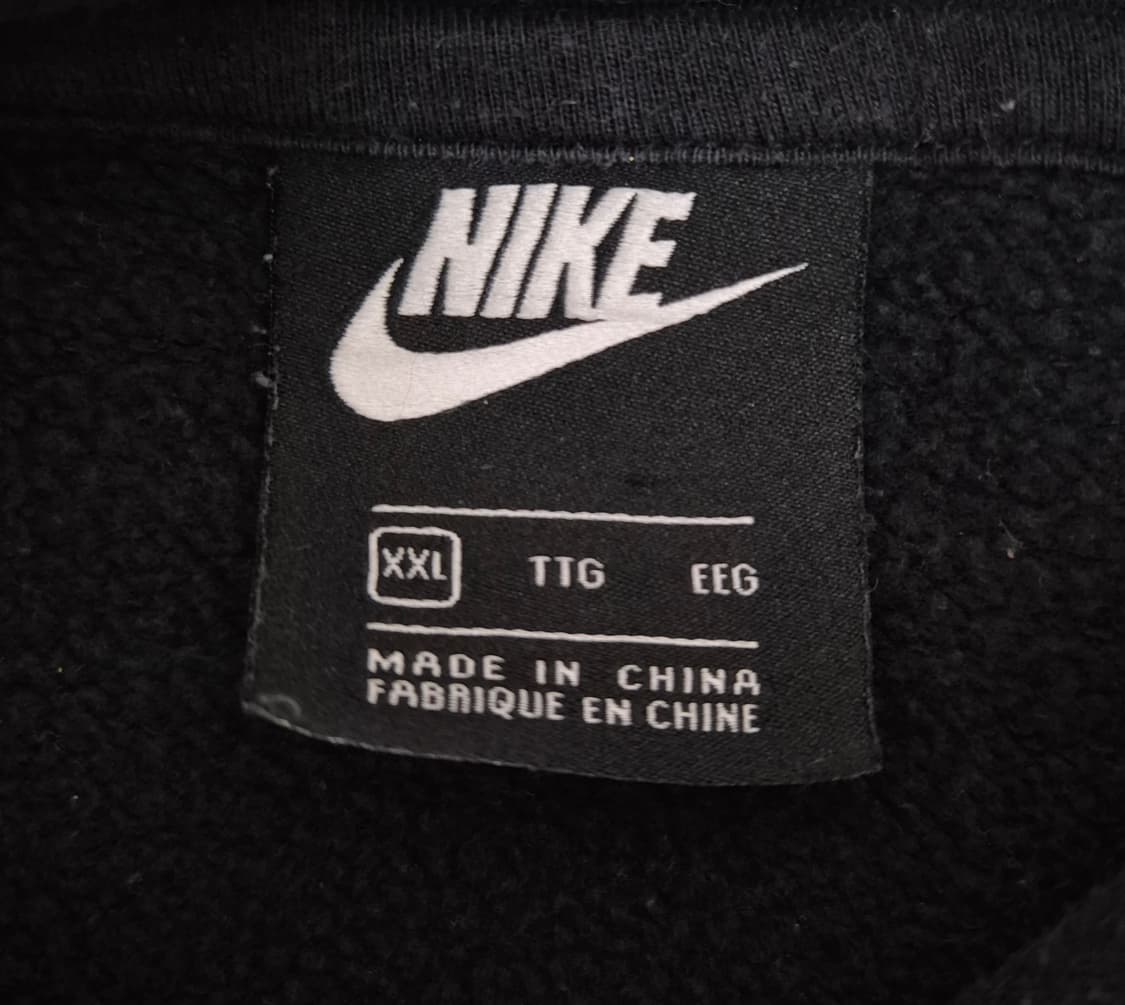 NIKE
XXL TTG EEG
MADE IN CHINA
FABRIQUE EN CHINE